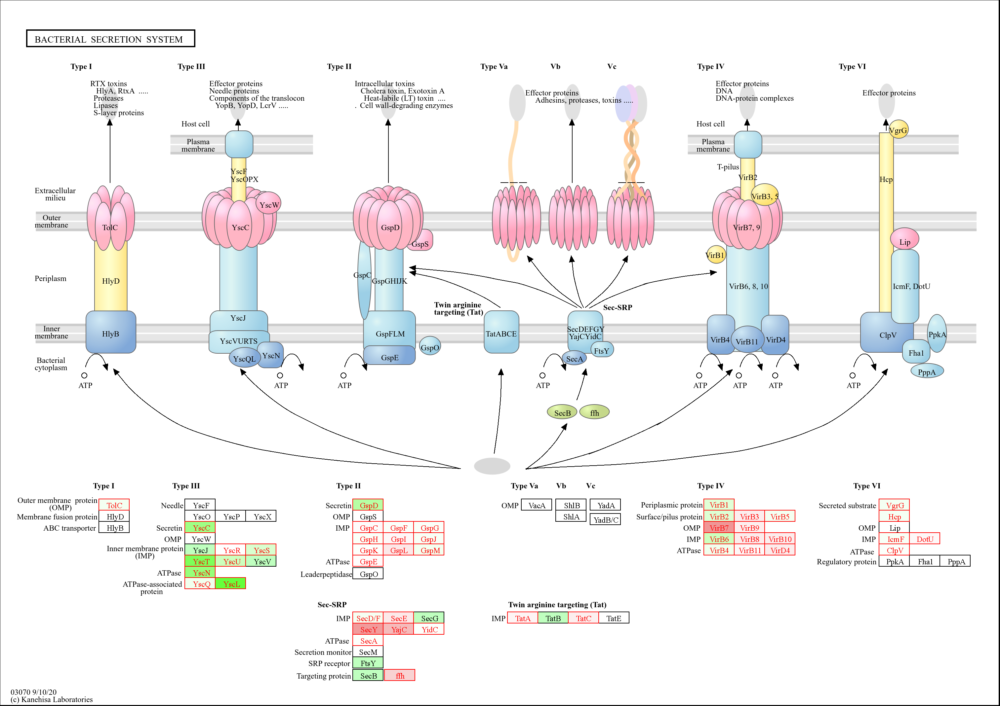 BACTERIAL SECRETION SYSTEM
Type I
Type III
Type II
Type Va
Vb
Vc
Type IV
Type VI
RTX toxins
HlyA, RtxA .....
Proteases
Lipases
S-layer proteins
Effector proteins
Needle proteins
Components of the translocon
YopB, YopD, LcrV .....
Intracellular toxins
Cholera toxin, Exotoxin A
Heat-labile (LT) toxin ....
. Cell wall-degrading enzymes
Effector proteins
Adhesins, proteases, toxins .....
Effector proteins
DNA
DNA-protein complexes
Effector proteins
Host cell
Plasma
membrane
Host cell
Plasma
membrane
VgrG
YscF
YscOPX
T-pilus
VirB2
Hcp
Extracellular
milieu
YscW
VirB3, 5
Outer
membrane
TolC
YscC
GspD
VirB7, 9
GspS
Lip
VirB1
Periplasm
HlyD
GspC
GspGHIJK
VirB6, 8, 10
IcmF, DotU
Twin arginine
targeting (Tat)
Sec-SRP
Inner
membrane
HlyB
YscJ
YscVURTS
YscQL
YscN
GspFLM
GspE
GspO
TatABCE
SecDEFGY
YajCYidC
FtsY
SecA
VirB4
VirB11
VirD4
ClpV
PpkA
Fha1
PppA
Bacterial
cytoplasm
ATP
ATP
ATP
ATP
ATP
ATP
ATP
ATP
SecB
ffh
Type I
Outer membrane protein
(OMP)
TolC
Membrane fusion protein
HlyD
ABC transporter
HlyB
Type III
Needle
YscF
YscO YscP YscX
Secretin
YscC
OMP
YscW
Inner membrane protein
(IMP)
YscJ YscR YscS
YscT YscU YscV
ATPase
YscN
ATPase-associated
protein
YscQ YscL
Type II
Secretin
GspD
OMP
GspS
IMP
GspC GspF GspG
GspH GspI GspJ
GspK GspL GspM
ATPase
GspE
Leaderpeptidase
GspO
Type Va
Vb
Vc
OMP
VacA
ShlB
YadA
ShlA
YadB/C
Type IV
Periplasmic protein
VirB1
Surface/pilus protein
VirB2 VirB3 VirB5
OMP
VirB7 VirB9
IMP
VirB6 VirB8 VirB10
ATPase
VirB4 VirB11 VirD4
Type VI
Secreted substrate
VgrG
Hcp
OMP
Lip
IMP
IcmF DotU
ATPase
ClpV
Regulatory protein
PpkA Fha1 PppA
Sec-SRP
IMP
SecD/F SecE SecG
SecY YajC YidC
ATPase
SecA
Secretion monitor
SecM
SRP receptor
FtsY
Targeting protein
SecB ffh
Twin arginine targeting (Tat)
IMP
TatA TatB TatC TatE
03070 9/10/20
(c) Kanehisa Laboratories